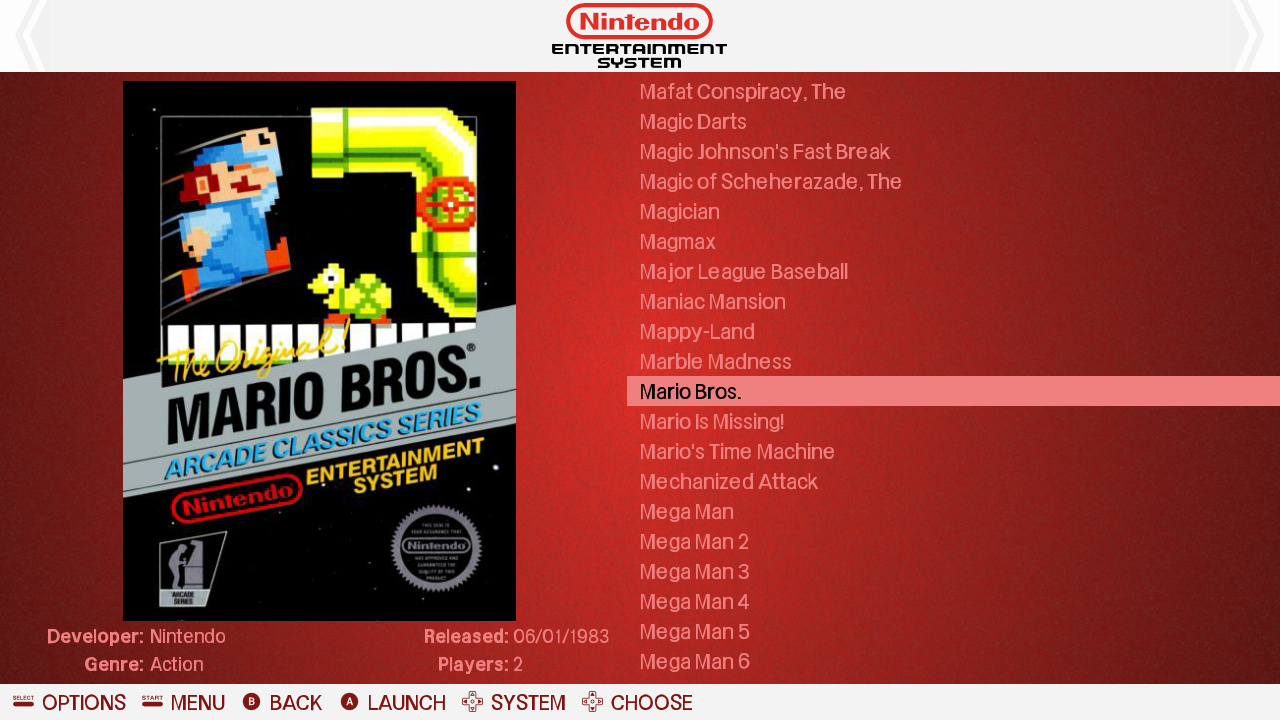 Nintendo
ENTERTAINMENT
SYSTEM
The Original!
MARIO BROS.®
ARCADE CLASSICS SERIES
Nintendo
ENTERTAINMENT
SYSTEM
ARCADE
SERIES
THIS SEAL IS
YOUR ASSURANCE THAT
Nintendo
HAS APPROVED AND
GUARANTEED THE
QUALITY OF THIS
PRODUCT
Developer: Nintendo
Released: 06/01/1983
Genre: Action
Players: 2
Mafat Conspiracy, The
Magic Darts
Magic Johnson's Fast Break
Magic of Scheherazade, The
Magician
Magmax
Major League Baseball
Maniac Mansion
Mappy-Land
Marble Madness
Mario Bros.
Mario Is Missing!
Mario's Time Machine
Mechanized Attack
Mega Man
Mega Man 2
Mega Man 3
Mega Man 4
Mega Man 5
Mega Man 6
SELECT OPTIONS START MENU B BACK A LAUNCH SYSTEM CHOOSE